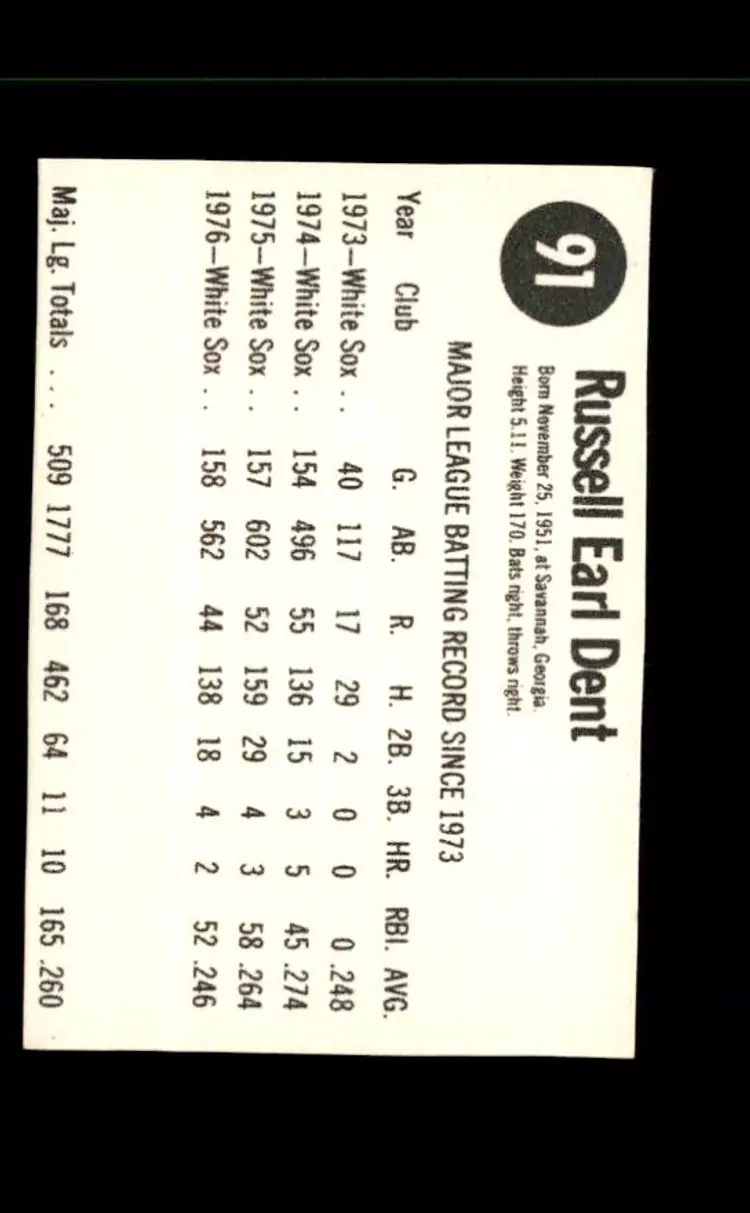 91
Russell Earl Dent
Born November 25, 1951, at Savannah, Georgia.
Height 5.11. Weight 170. Bats right, throws right.
MAJOR LEAGUE BATTING RECORD SINCE 1973
Year Club G. AB. R. H. 2B. 3B. HR. RBI. AVG.
1973—White Sox . . 40 117 17 29 2 0 0 0 .248
1974—White Sox . . 154 496 55 136 15 3 5 45 .274
1975—White Sox . . 157 602 52 159 29 4 3 58 .264
1976—White Sox . . 158 562 44 138 18 4 2 52 .246
Maj. Lg. Totals . . . 509 1777 168 462 64 11 10 165 .260